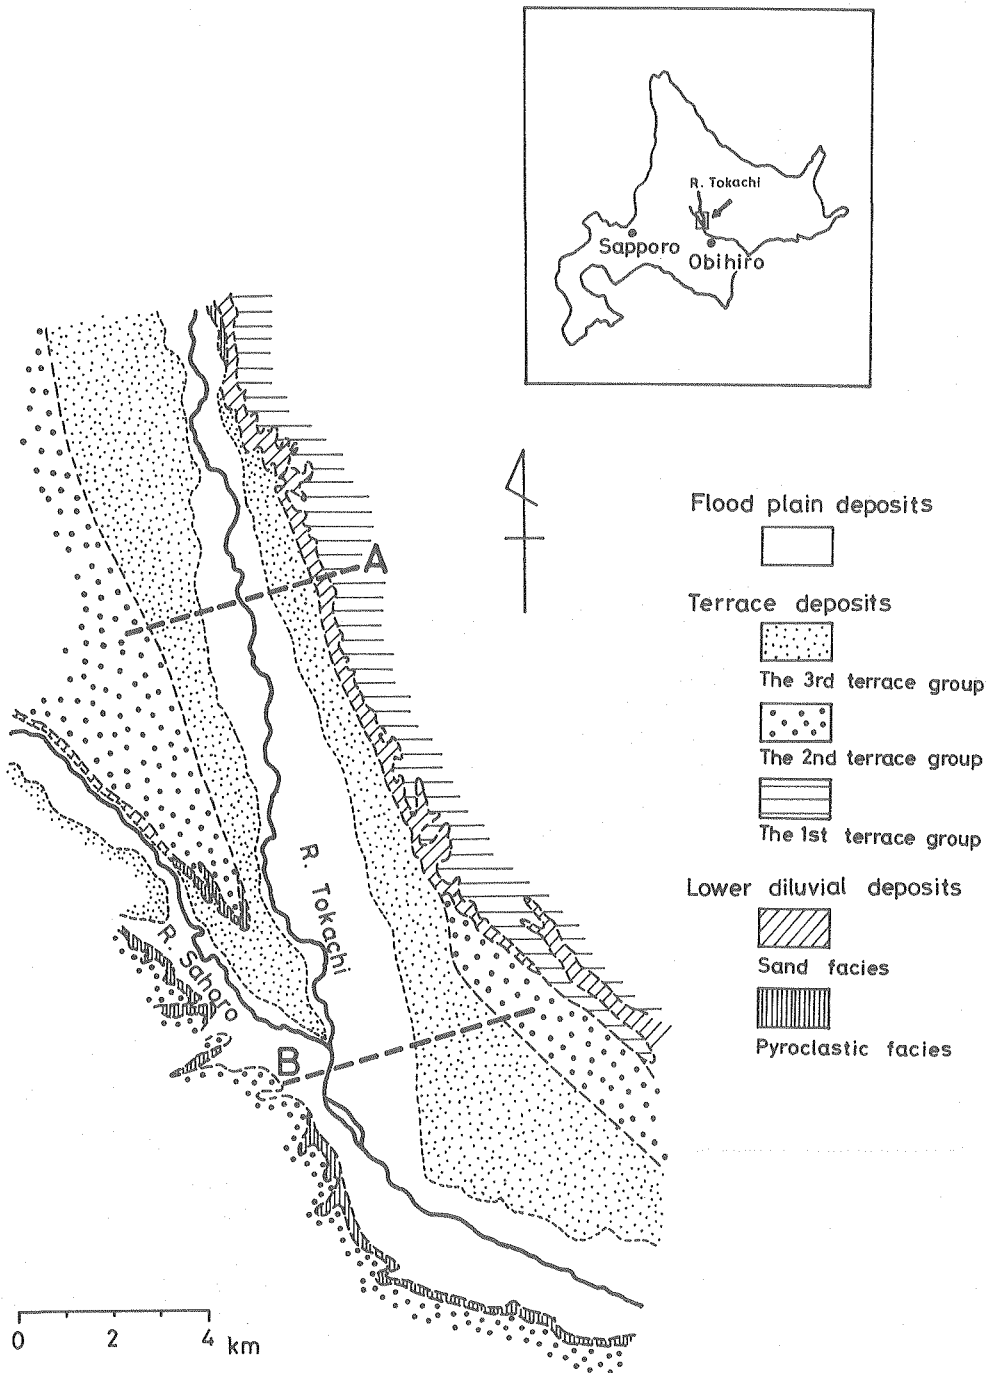 R. Tokachi
Sapporo
Obihiro
A
Flood plain deposits
Terrace deposits
The 3rd terrace group
The 2nd terrace group
The 1st terrace group
Lower diluvial deposits
Sand facies
Pyroclastic facies
R. Tokachi
R. Sahoro
B
0 2 4 km